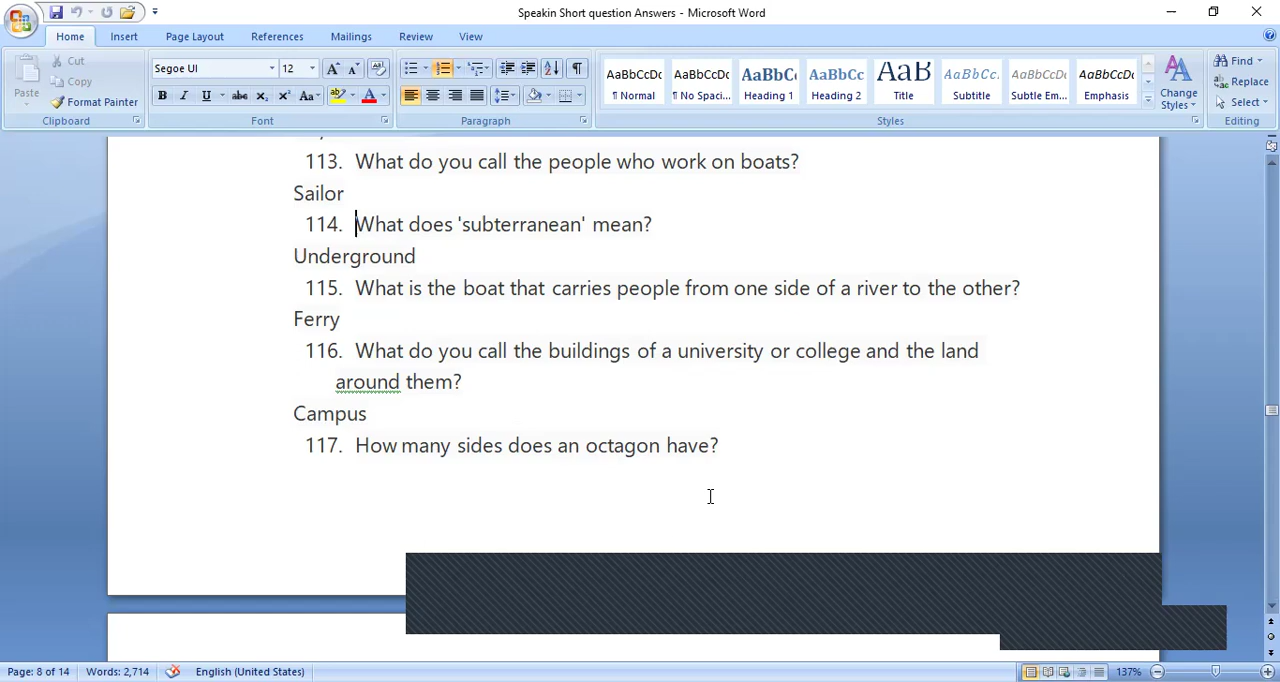 Speakin Short question Answers - Microsoft Word
Home Insert Page Layout References Mailings Review View
Cut
Copy
Paste
Format Painter
Clipboard
Segoe UI 12
Font
Paragraph
AaBbCcDc AaBbCcDc AaBbC AaBbCc AaB AaBbCc. AaBbCcDc AaBbCcDc
¶ Normal ¶ No Spaci... Heading 1 Heading 2 Title Subtitle Subtle Em... Emphasis
Change Styles
Styles
Find
Replace
Select
Editing
113. What do you call the people who work on boats?
Sailor
114. What does 'subterranean' mean?
Underground
115. What is the boat that carries people from one side of a river to the other?
Ferry
116. What do you call the buildings of a university or college and the land
around them?
Campus
117. How many sides does an octagon have?
Page: 8 of 14 Words: 2,714 English (United States) 137%